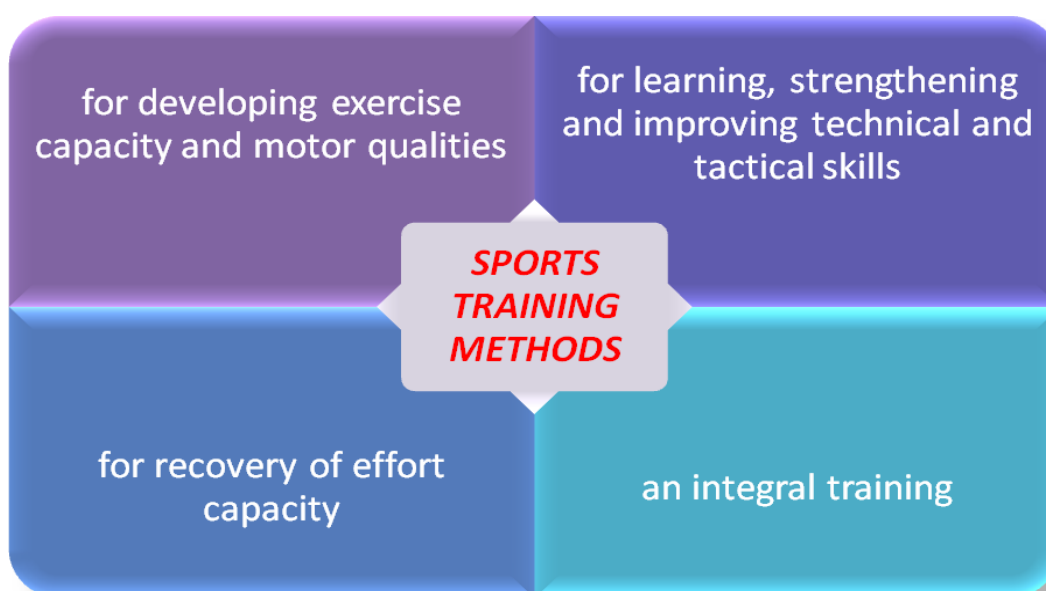 for developing exercise
capacity and motor qualities
for learning, strengthening
and improving technical and
tactical skills
SPORTS
TRAINING
METHODS
for recovery of effort
capacity
an integral training